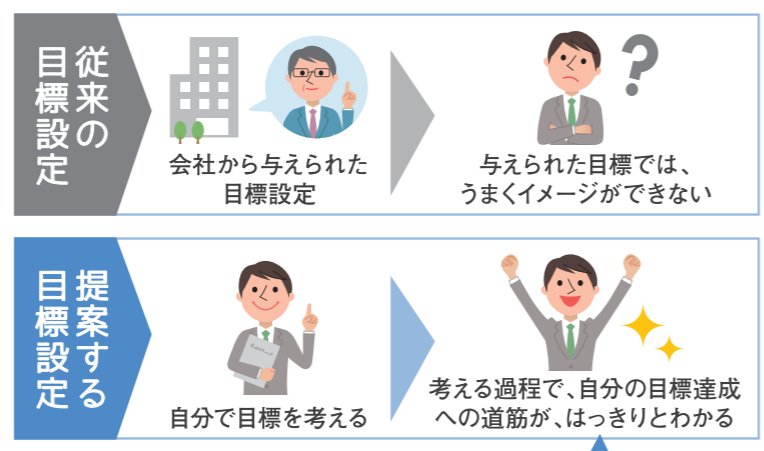 従来の
目標設定
会社から与えられた
目標設定
与えられた目標では、
うまくイメージができない
提案する
目標設定
自分で目標を考える
考える過程で、自分の目標達成
への道筋が、はっきりとわかる